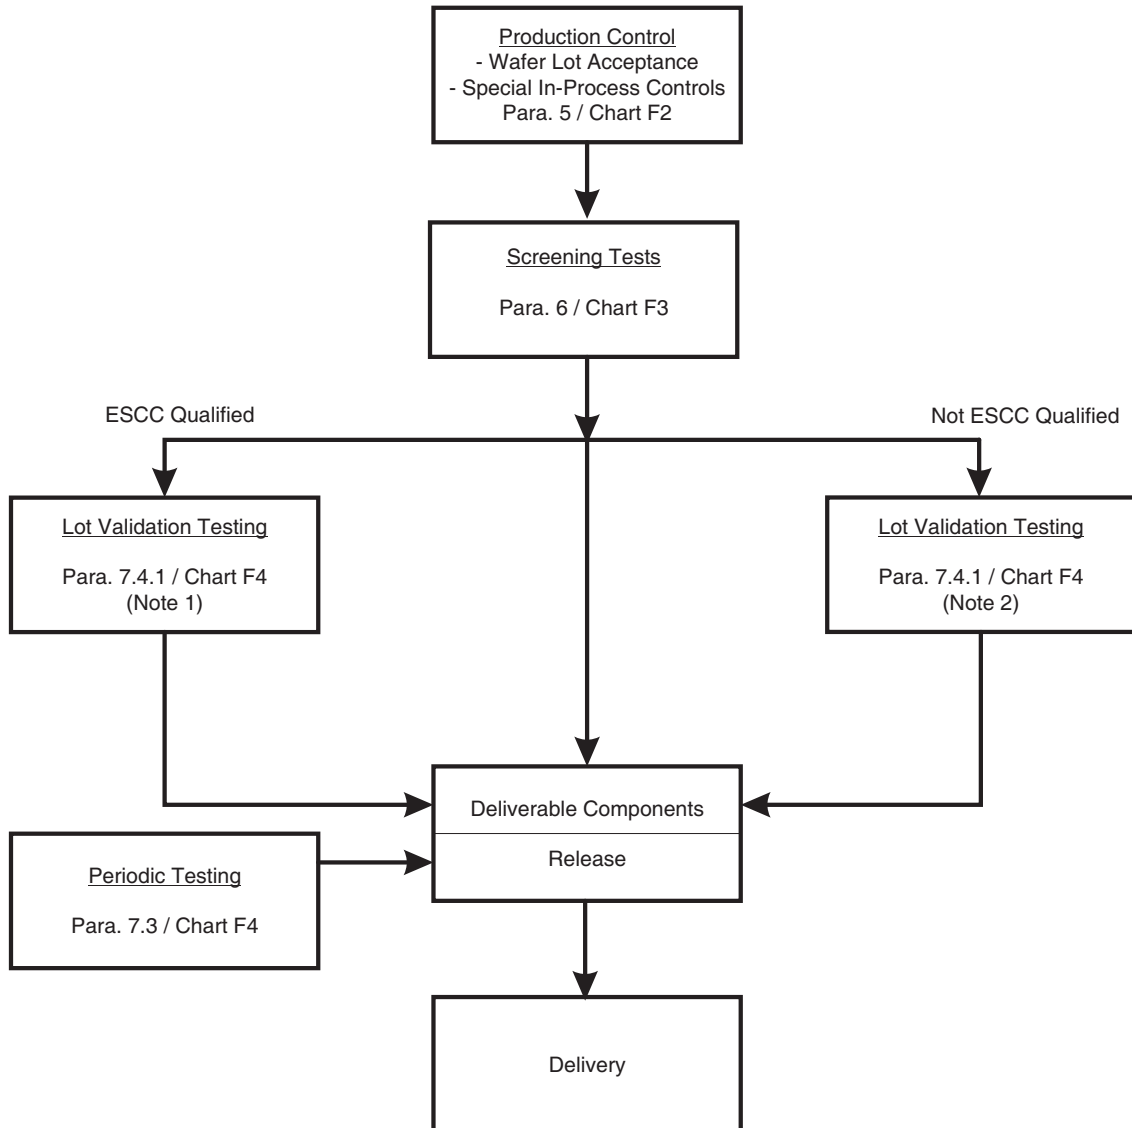 Production Control
- Wafer Lot Acceptance
- Special In-Process Controls
Para. 5 / Chart F2
Screening Tests
Para. 6 / Chart F3
ESCC Qualified
Not ESCC Qualified
Lot Validation Testing
Para. 7.4.1 / Chart F4
(Note 1)
Lot Validation Testing
Para. 7.4.1 / Chart F4
(Note 2)
Deliverable Components
Release
Periodic Testing
Para. 7.3 / Chart F4
Delivery